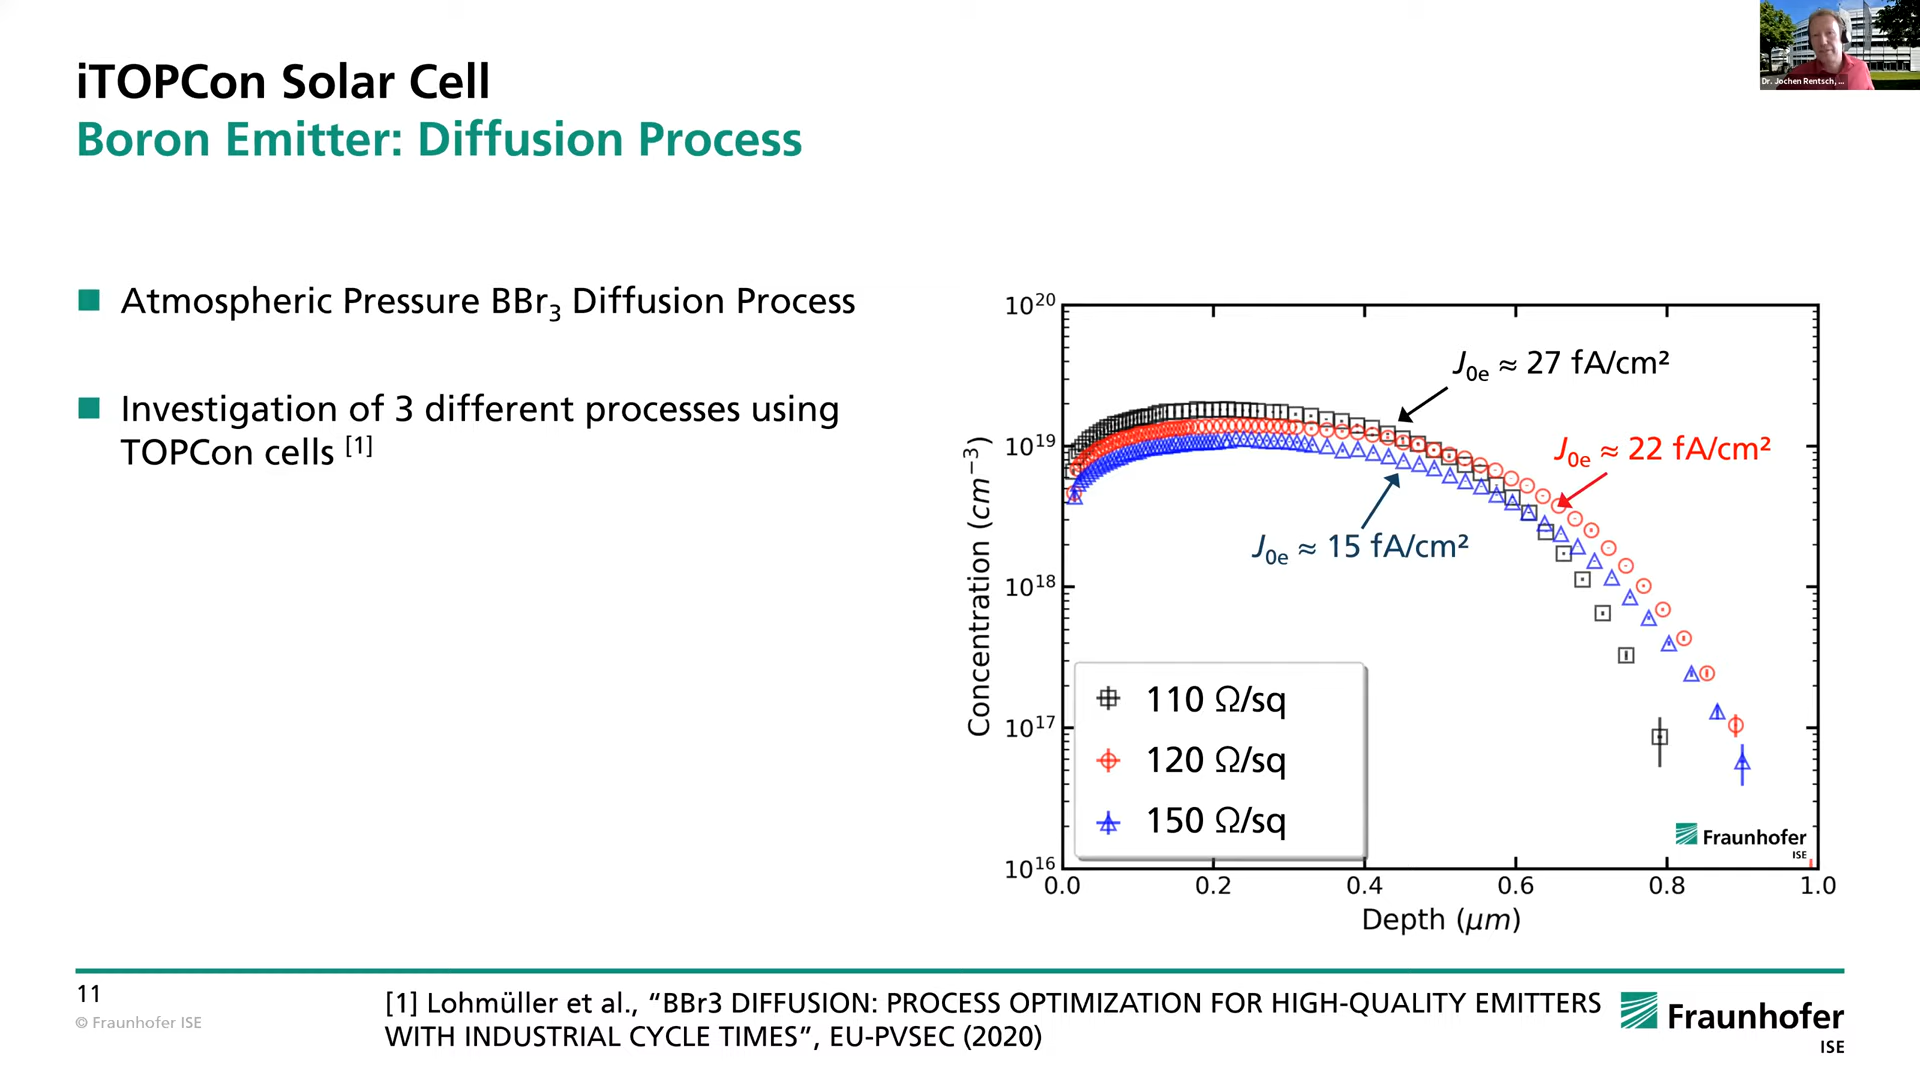 Dr. Jochen Rentsch, ...
iTOPCon Solar Cell
Boron Emitter: Diffusion Process
Atmospheric Pressure BBr₃ Diffusion Process
Investigation of 3 different processes using
TOPCon cells [1]
10²⁰
10¹⁹
10¹⁸
10¹⁷
10¹⁶
Concentration (cm⁻³)
J₀ₑ ≈ 27 fA/cm²
J₀ₑ ≈ 22 fA/cm²
J₀ₑ ≈ 15 fA/cm²
110 Ω/sq
120 Ω/sq
150 Ω/sq
Fraunhofer
ISE
0.0 0.2 0.4 0.6 0.8 1.0
Depth (μm)
11
© Fraunhofer ISE
[1] Lohmüller et al., “BBr3 DIFFUSION: PROCESS OPTIMIZATION FOR HIGH-QUALITY EMITTERS
WITH INDUSTRIAL CYCLE TIMES”, EU-PVSEC (2020)
Fraunhofer
ISE